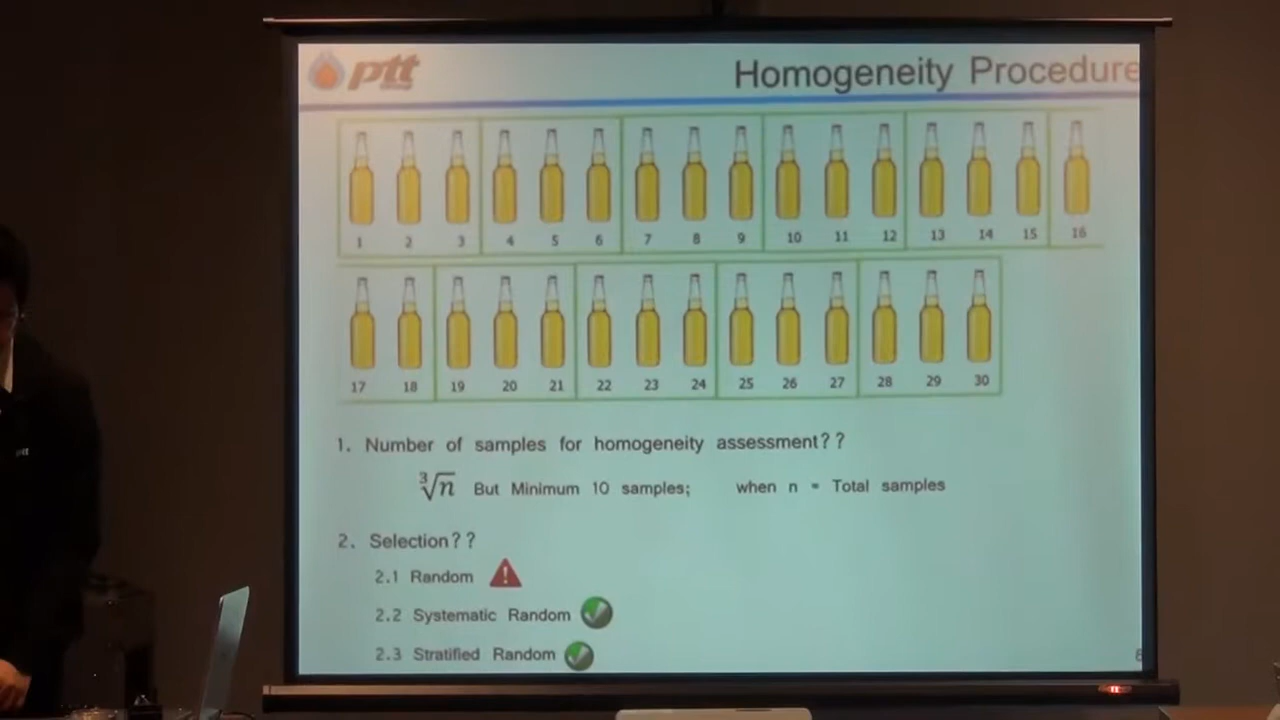 ptt
Homogeneity Procedure
1 2 3 4 5 6 7 8 9 10 11 12 13 14 15 16
17 18 19 20 21 22 23 24 25 26 27 28 29 30
1. Number of samples for homogeneity assessment??
∛n But Minimum 10 samples; when n = Total samples
2. Selection??
2.1 Random
2.2 Systematic Random
2.3 Stratified Random